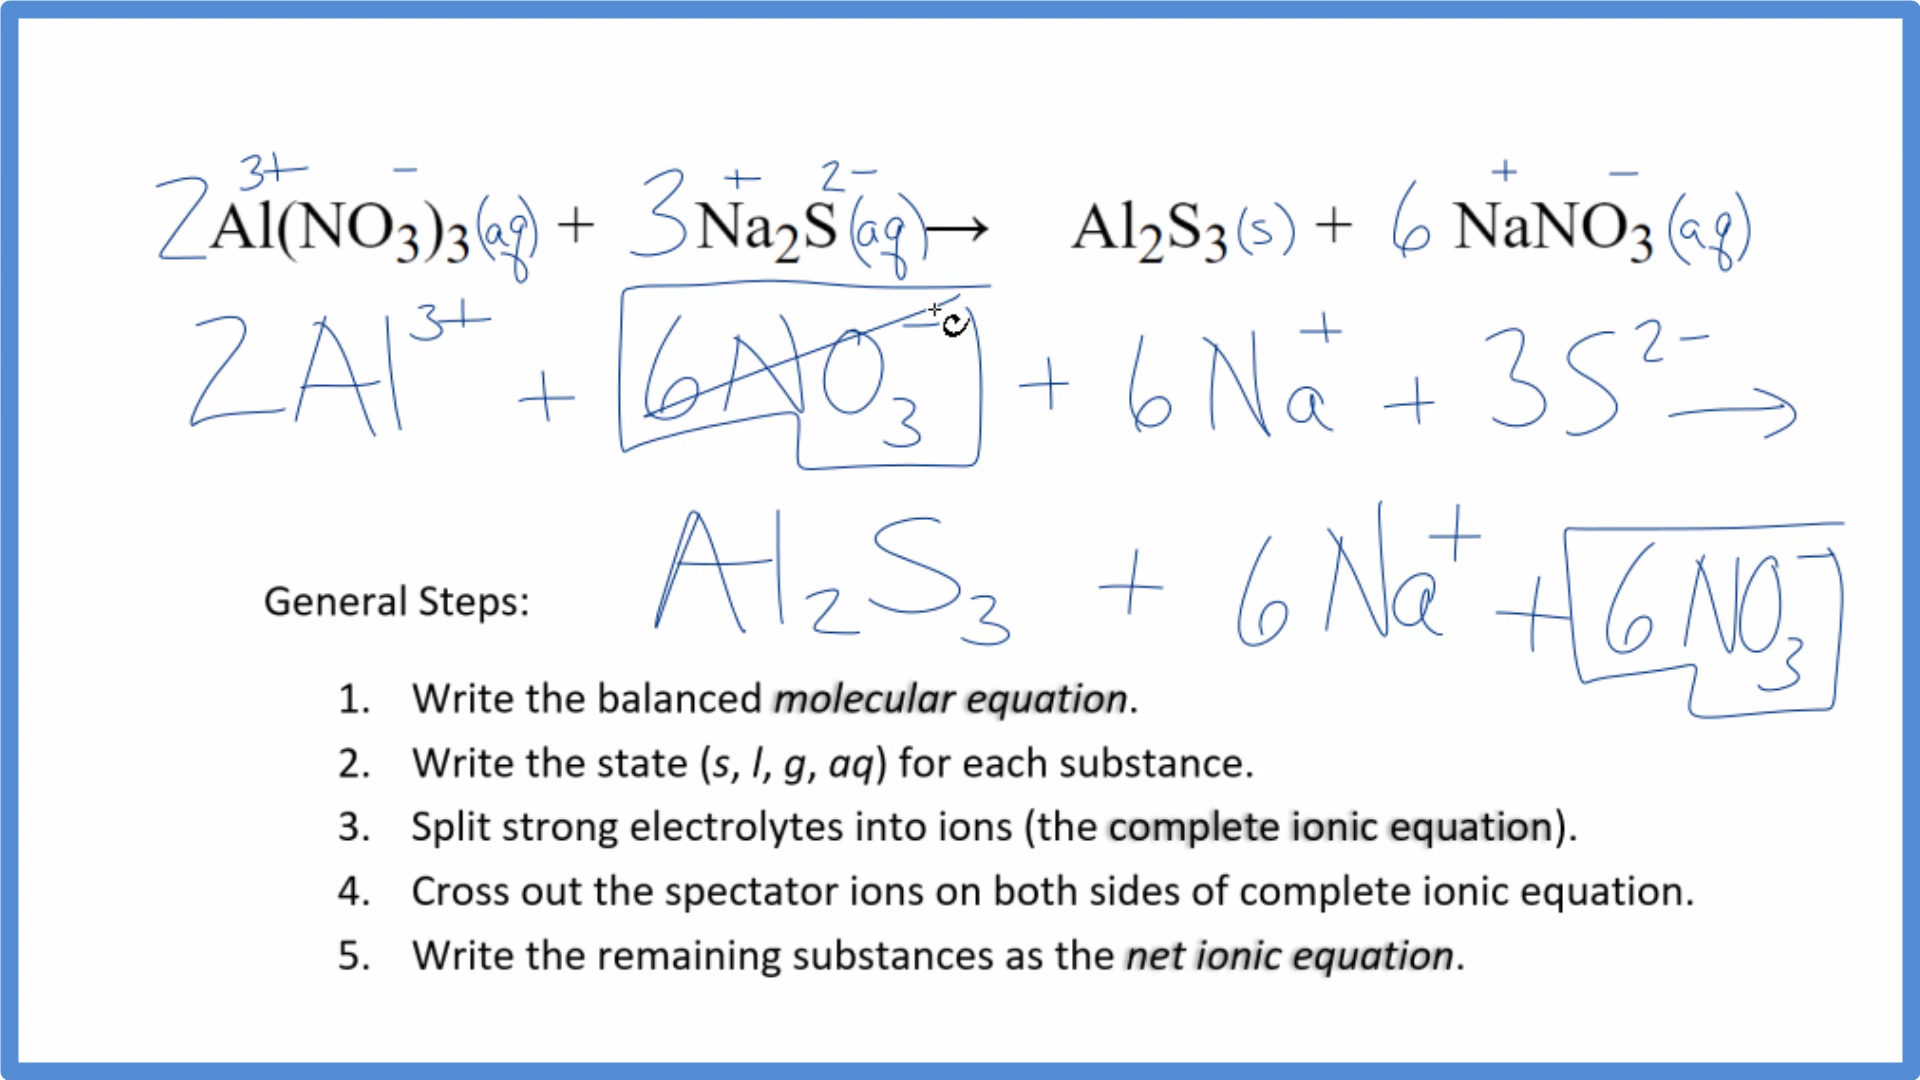 2Al(NO₃)₃(aq) + 3Na₂S(aq) → Al₂S₃(s) + 6NaNO₃(aq)
3+ − + 2− + −
2Al³⁺ + 6NO₃⁻ + 6Na⁺ + 3S²⁻ →
Al₂S₃ + 6Na⁺ + 6NO₃⁻
General Steps:
1. Write the balanced molecular equation.
2. Write the state (s, l, g, aq) for each substance.
3. Split strong electrolytes into ions (the complete ionic equation).
4. Cross out the spectator ions on both sides of complete ionic equation.
5. Write the remaining substances as the net ionic equation.